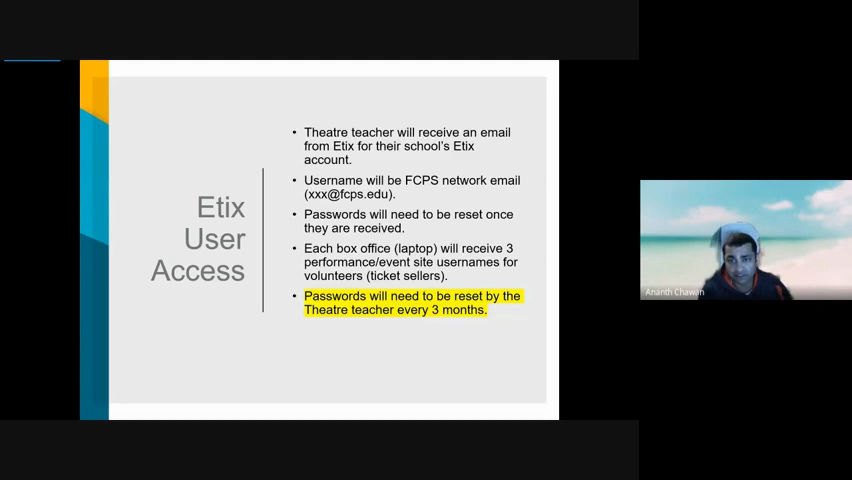 Etix
User
Access
• Theatre teacher will receive an email
from Etix for their school's Etix
account.
• Username will be FCPS network email
(xxx@fcps.edu).
• Passwords will need to be reset once
they are received.
• Each box office (laptop) will receive 3
performance/event site usernames for
volunteers (ticket sellers).
• Passwords will need to be reset by the
Theatre teacher every 3 months.
Ananth Chawan